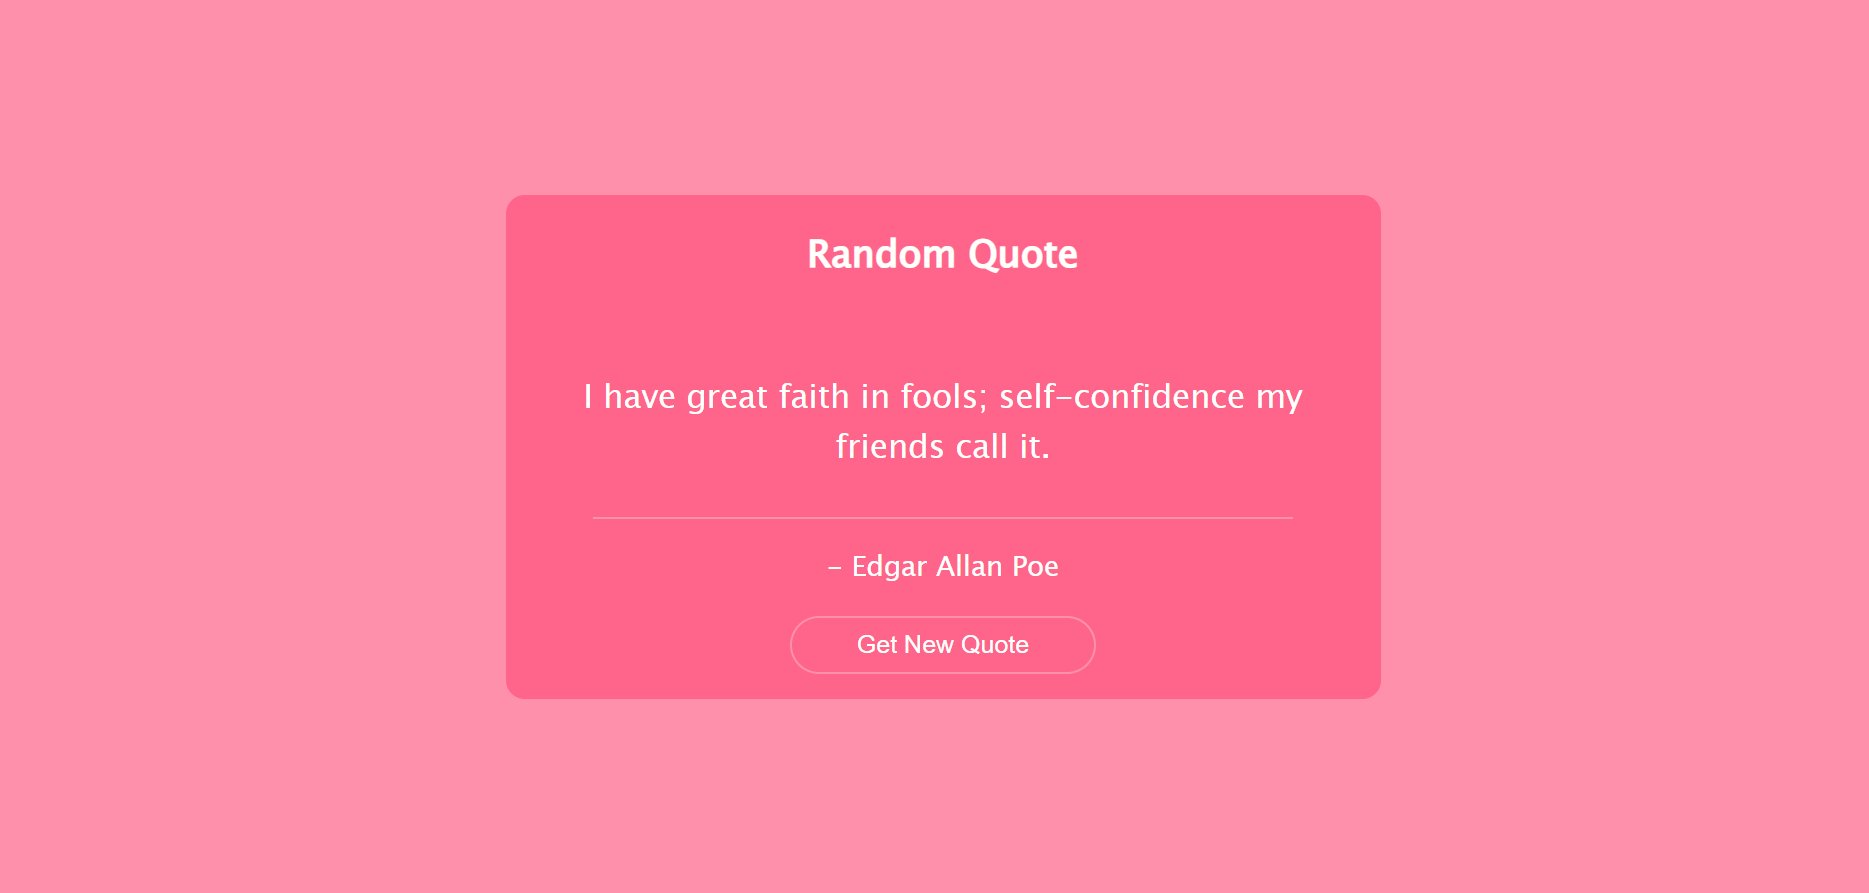 Random Quote
I have great faith in fools; self-confidence my
friends call it.
- Edgar Allan Poe
Get New Quote